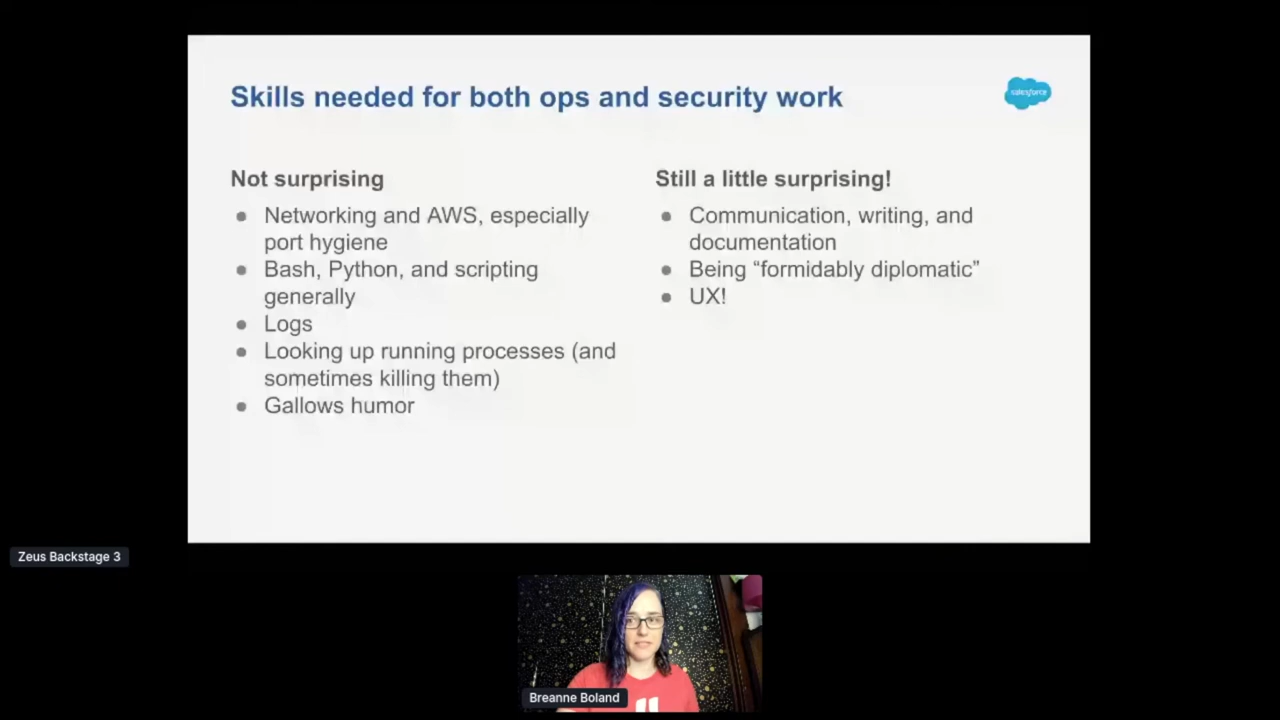 Skills needed for both ops and security work
salesforce
Not surprising
● Networking and AWS, especially
port hygiene
● Bash, Python, and scripting
generally
● Logs
● Looking up running processes (and
sometimes killing them)
● Gallows humor
Still a little surprising!
● Communication, writing, and
documentation
● Being “formidably diplomatic”
● UX!
Zeus Backstage 3
Breanne Boland